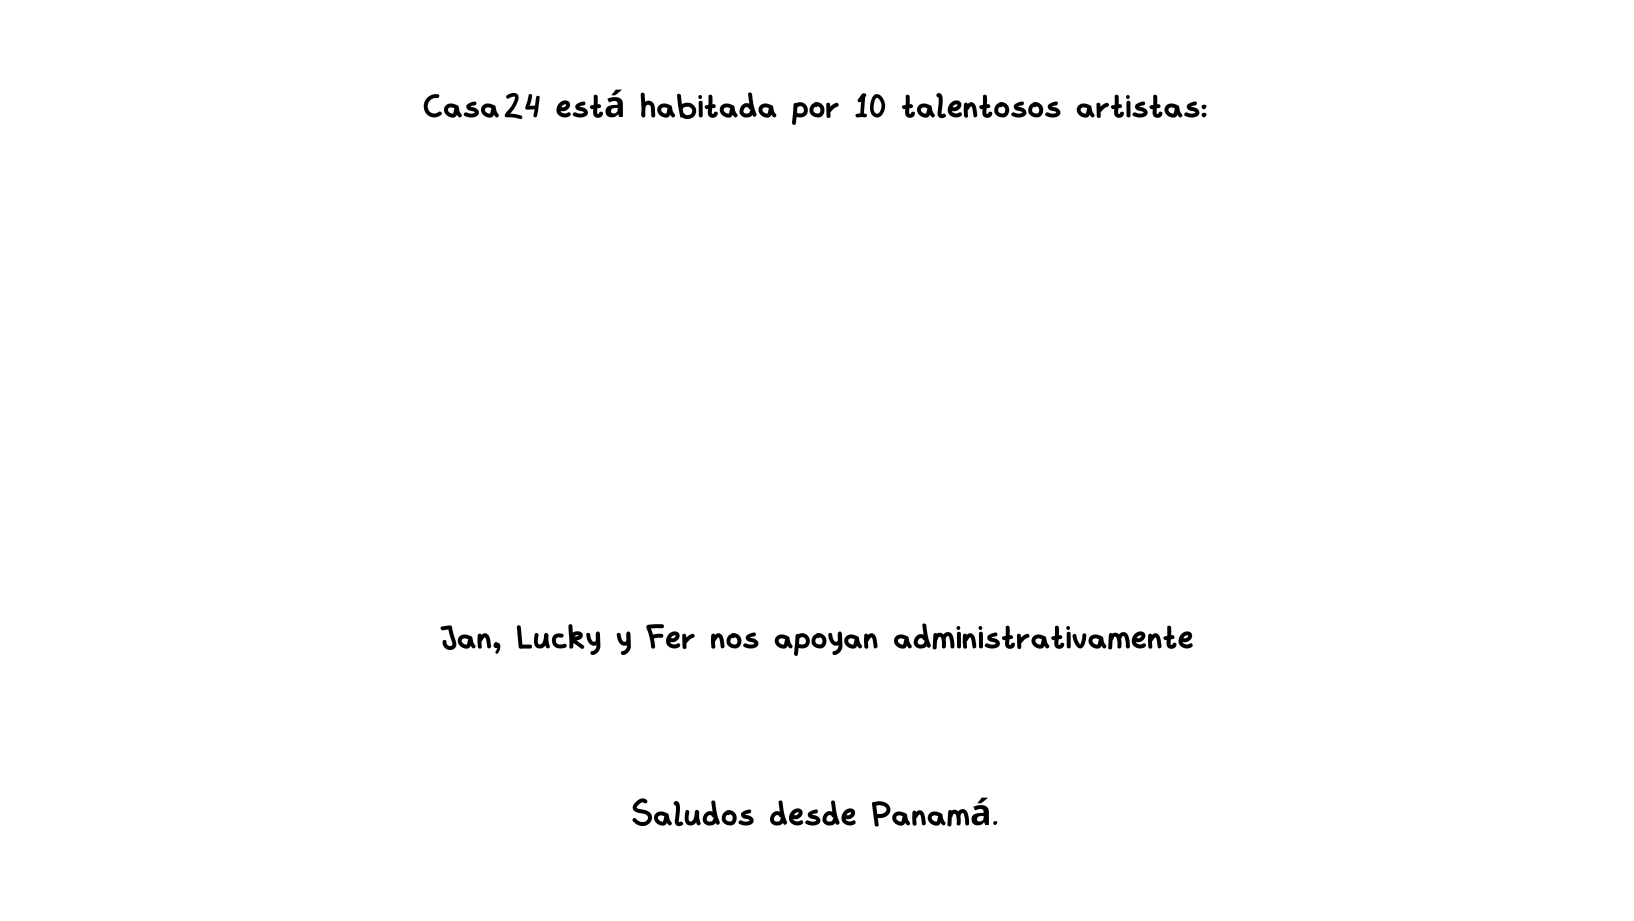 Casa24 está habitada por 10 talentosos artistas:
Jan, Lucky y Fer nos apoyan administrativamente
Saludos desde Panamá.